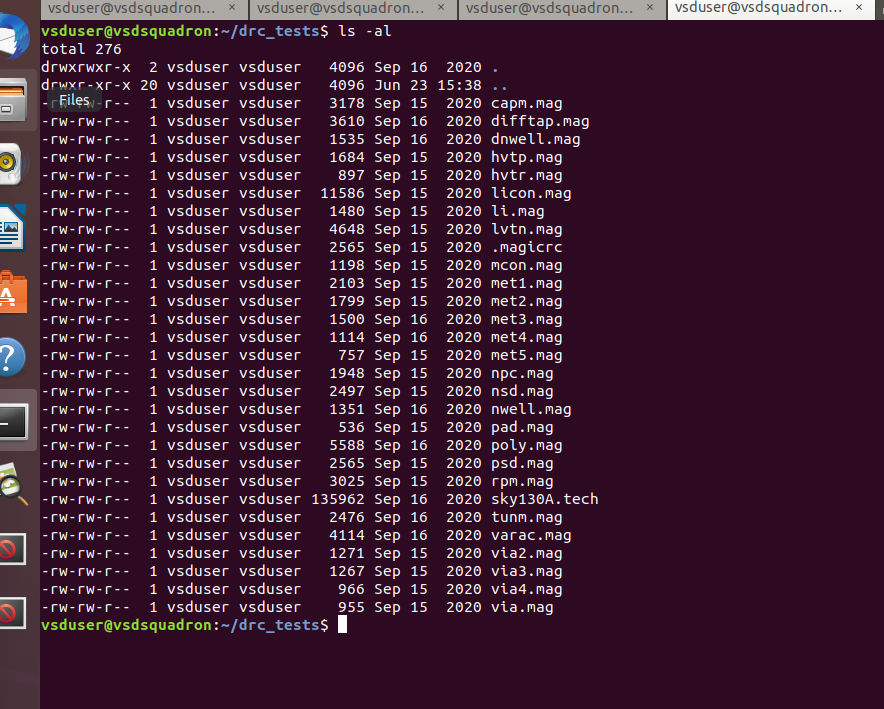 vsduser@vsdsquadron:... × vsduser@vsdsquadron:... × vsduser@vsdsquadron:... × vsduser@vsdsquadron:... ×
vsduser@vsdsquadron:~/drc_tests$ ls -al
total 276
drwxrwxr-x  2 vsduser vsduser   4096 Sep 16  2020 .
drwxr-xr-x 20 vsduser vsduser   4096 Jun 23 15:38 ..
Files
-rw-rw-r--  1 vsduser vsduser   3178 Sep 15  2020 capm.mag
-rw-rw-r--  1 vsduser vsduser   3610 Sep 16  2020 difftap.mag
-rw-rw-r--  1 vsduser vsduser   1535 Sep 16  2020 dnwell.mag
-rw-rw-r--  1 vsduser vsduser   1684 Sep 15  2020 hvtp.mag
-rw-rw-r--  1 vsduser vsduser    897 Sep 15  2020 hvtr.mag
-rw-rw-r--  1 vsduser vsduser  11586 Sep 15  2020 licon.mag
-rw-rw-r--  1 vsduser vsduser   1480 Sep 15  2020 li.mag
-rw-rw-r--  1 vsduser vsduser   4648 Sep 15  2020 lvtn.mag
-rw-rw-r--  1 vsduser vsduser   2565 Sep 15  2020 .magicrc
-rw-rw-r--  1 vsduser vsduser   1198 Sep 15  2020 mcon.mag
-rw-rw-r--  1 vsduser vsduser   2103 Sep 15  2020 met1.mag
-rw-rw-r--  1 vsduser vsduser   1799 Sep 15  2020 met2.mag
-rw-rw-r--  1 vsduser vsduser   1500 Sep 16  2020 met3.mag
-rw-rw-r--  1 vsduser vsduser   1114 Sep 16  2020 met4.mag
-rw-rw-r--  1 vsduser vsduser    757 Sep 15  2020 met5.mag
-rw-rw-r--  1 vsduser vsduser   1948 Sep 15  2020 npc.mag
-rw-rw-r--  1 vsduser vsduser   2497 Sep 15  2020 nsd.mag
-rw-rw-r--  1 vsduser vsduser   1351 Sep 16  2020 nwell.mag
-rw-rw-r--  1 vsduser vsduser    536 Sep 15  2020 pad.mag
-rw-rw-r--  1 vsduser vsduser   5588 Sep 16  2020 poly.mag
-rw-rw-r--  1 vsduser vsduser   2565 Sep 15  2020 psd.mag
-rw-rw-r--  1 vsduser vsduser   3025 Sep 15  2020 rpm.mag
-rw-rw-r--  1 vsduser vsduser 135962 Sep 16  2020 sky130A.tech
-rw-rw-r--  1 vsduser vsduser   2476 Sep 15  2020 tunm.mag
-rw-rw-r--  1 vsduser vsduser   4114 Sep 16  2020 varac.mag
-rw-rw-r--  1 vsduser vsduser   1271 Sep 15  2020 via2.mag
-rw-rw-r--  1 vsduser vsduser   1267 Sep 15  2020 via3.mag
-rw-rw-r--  1 vsduser vsduser    966 Sep 15  2020 via4.mag
-rw-rw-r--  1 vsduser vsduser    955 Sep 15  2020 via.mag
vsduser@vsdsquadron:~/drc_tests$